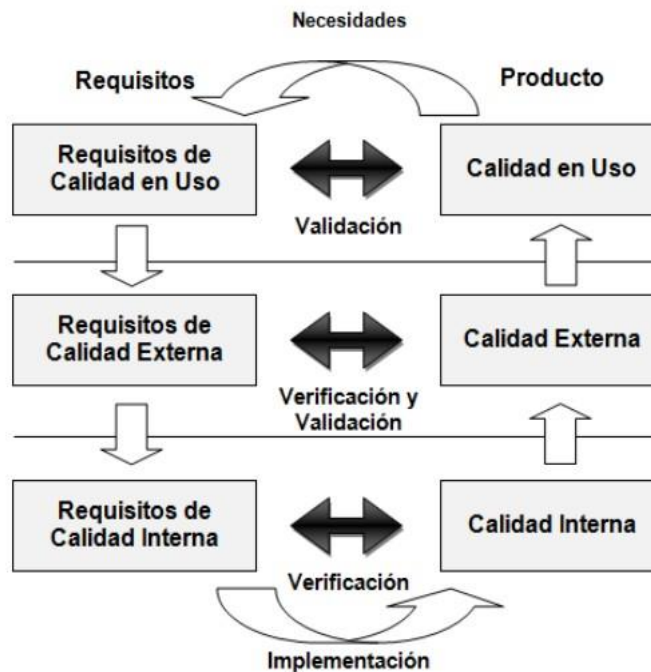 Necesidades
Requisitos
Producto
Requisitos de
Calidad en Uso
Calidad en Uso
Validación
Requisitos de
Calidad Externa
Calidad Externa
Verificación y
Validación
Requisitos de
Calidad Interna
Calidad Interna
Verificación
Implementación